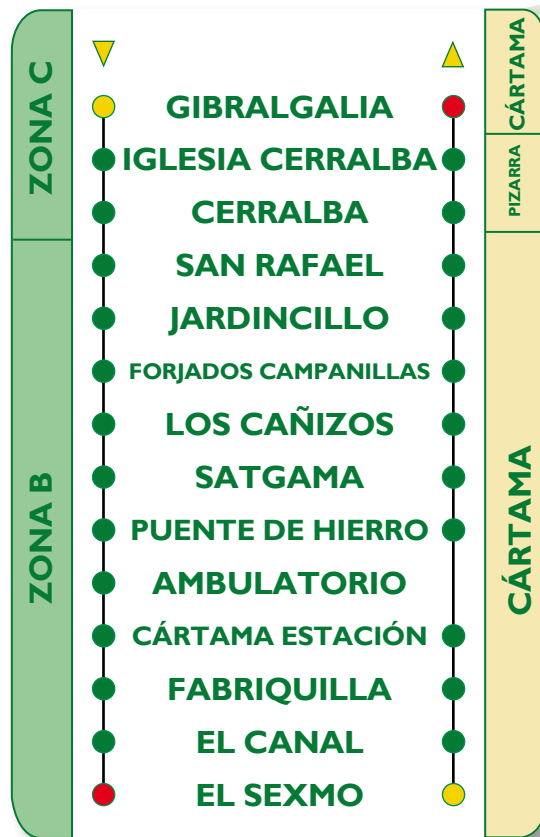 ZONA C
ZONA B
GIBRALGALIA
IGLESIA CERRALBA
CERRALBA
SAN RAFAEL
JARDINCILLO
FORJADOS CAMPANILLAS
LOS CAÑIZOS
SATGAMA
PUENTE DE HIERRO
AMBULATORIO
CÁRTAMA ESTACIÓN
FABRIQUILLA
EL CANAL
EL SEXMO
CÁRTAMA
PIZARRA
CÁRTAMA